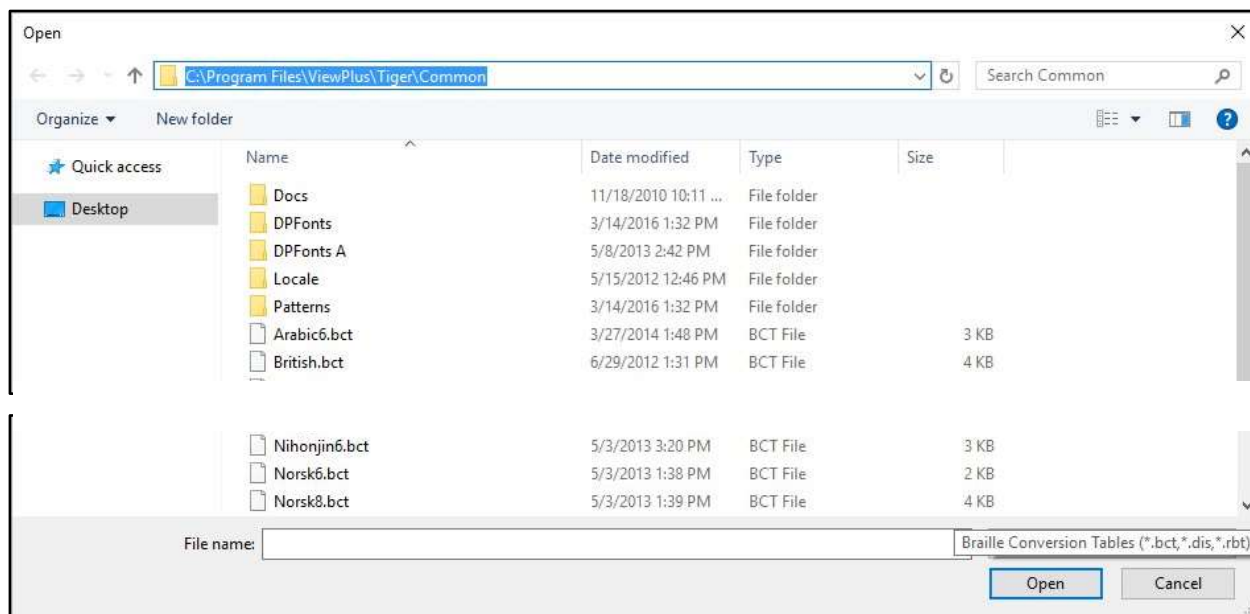 Open
C:\Program Files\ViewPlus\Tiger\Common
Search Common
Organize
New folder
Quick access
Desktop
Name Date modified Type Size
Docs 11/18/2010 10:11 ... File folder
DPFonts 3/14/2016 1:32 PM File folder
DPFonts A 5/8/2013 2:42 PM File folder
Locale 5/15/2012 12:46 PM File folder
Patterns 3/14/2016 1:32 PM File folder
Arabic6.bct 3/27/2014 1:48 PM BCT File 3 KB
British.bct 6/29/2012 1:31 PM BCT File 4 KB
Nihonjin6.bct 5/3/2013 3:20 PM BCT File 3 KB
Norsk6.bct 5/3/2013 1:38 PM BCT File 2 KB
Norsk8.bct 5/3/2013 1:39 PM BCT File 4 KB
File name:
Braille Conversion Tables (*.bct,*.dis,*.rbt)
Open Cancel